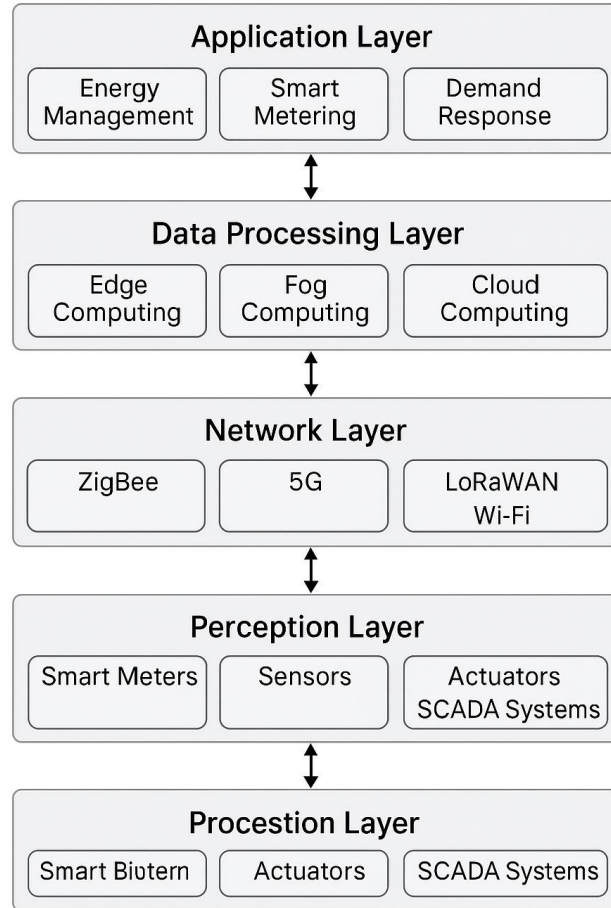 Application Layer
Energy
Management
Smart
Metering
Demand
Response
Data Processing Layer
Edge
Computing
Fog
Computing
Cloud
Computing
Network Layer
ZigBee
5G
LoRaWAN
Wi-Fi
Perception Layer
Smart Meters
Sensors
Actuators
SCADA Systems
Procestion Layer
Smart
Actuators
SCADA Systems